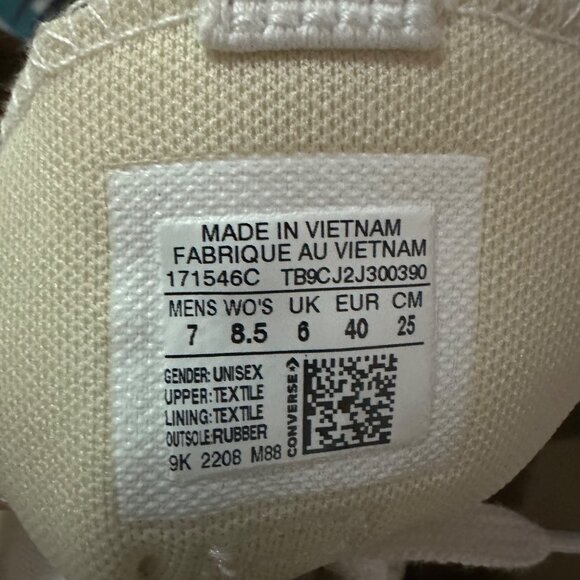 MADE IN VIETNAM
FABRIQUE AU VIETNAM
171546C TB9CJ2J300390
MENS WO'S UK EUR CM
7 8.5 6 40 25
GENDER: UNISEX
UPPER: TEXTILE
LINING: TEXTILE
OUTSOLE: RUBBER
9K 2208 M88
CONVERSE